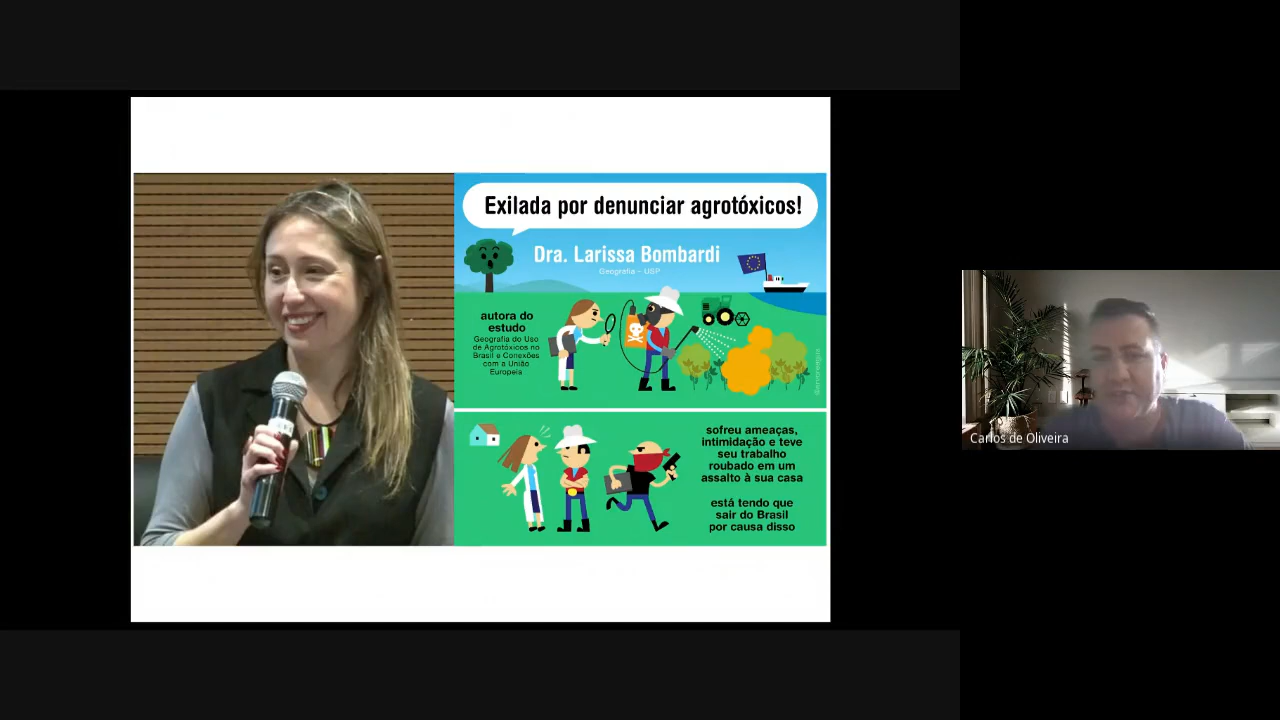 Exilada por denunciar agrotóxicos!
Dra. Larissa Bombardi
Geografia - USP
autora do
estudo
Geografia do Uso
de Agrotóxicos no
Brasil e Conexões
com a União
Europeia
sofreu ameaças,
intimidação e teve
seu trabalho
roubado em um
assalto à sua casa
está tendo que
sair do Brasil
por causa disso
Carlos de Oliveira